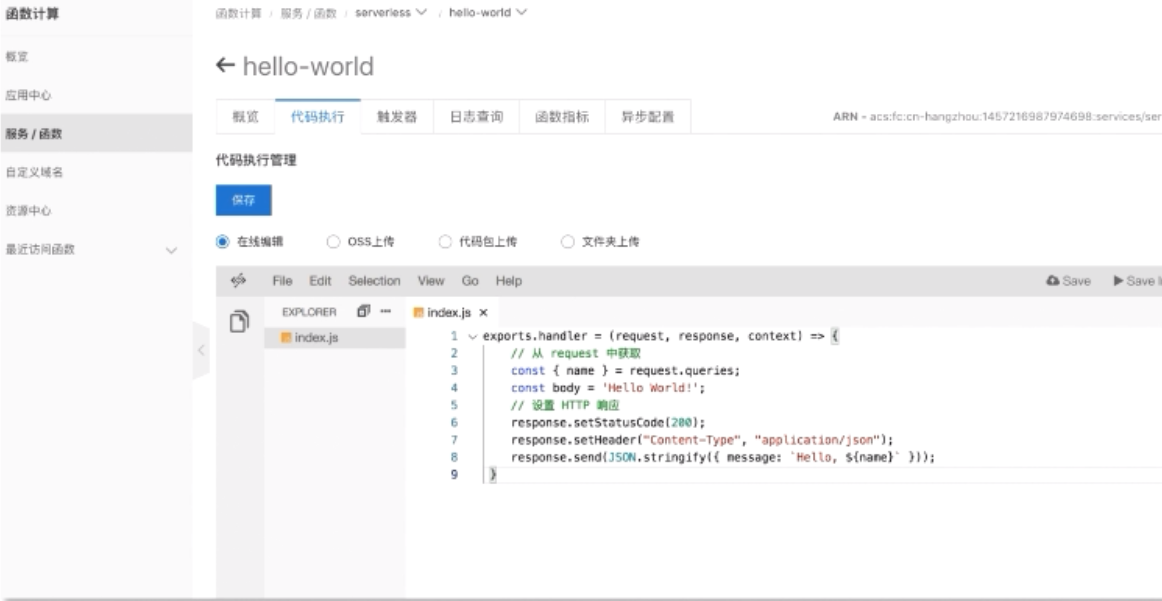 函数计算
函数计算 / 服务 / 函数 / serverless / hello-world
概览
应用中心
服务 / 函数
自定义域名
资源中心
最近访问函数
← hello-world
概览 代码执行 触发器 日志查询 函数指标 异步配置
ARN - acs:fc:cn-hangzhou:1457216987974698:services/ser
代码执行管理
保存
在线编辑 OSS上传 代码包上传 文件夹上传
File Edit Selection View Go Help Save Save
EXPLORER
index.js
index.js ×
1 exports.handler = (request, response, context) => {
2 // 从 request 中获取
3 const { name } = request.queries;
4 const body = 'Hello World!';
5 // 设置 HTTP 响应
6 response.setStatusCode(200);
7 response.setHeader("Content-Type", "application/json");
8 response.send(JSON.stringify({ message: `Hello, ${name}` }));
9 }